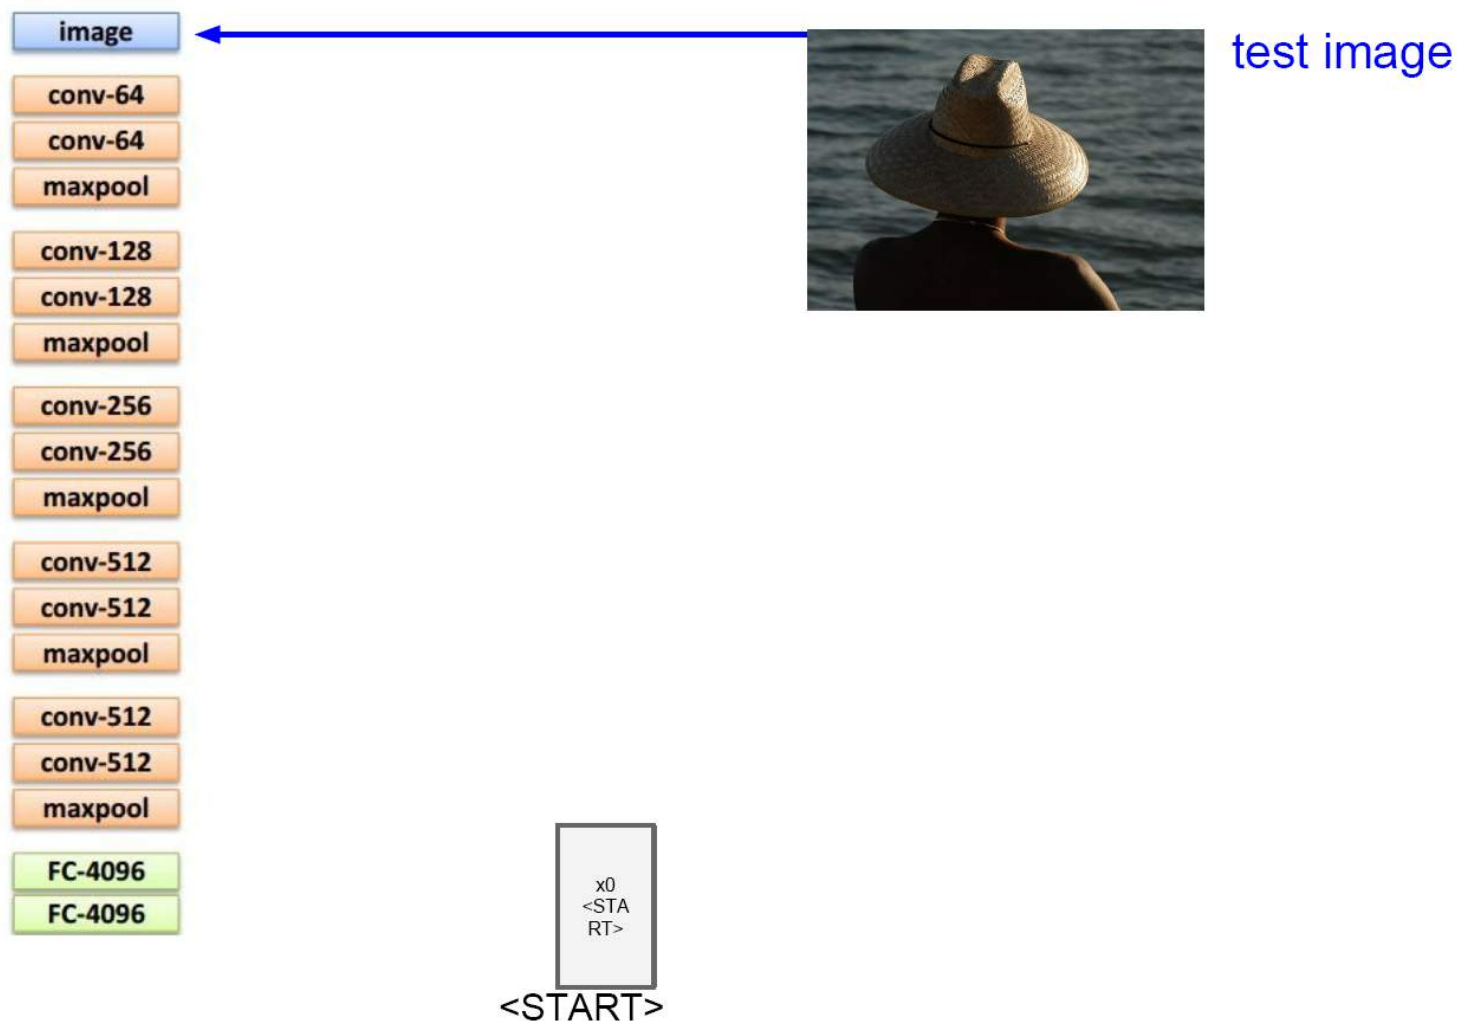 image
test image
conv-64
conv-64
maxpool
conv-128
conv-128
maxpool
conv-256
conv-256
maxpool
conv-512
conv-512
maxpool
conv-512
conv-512
maxpool
FC-4096
FC-4096
x0
<STA
RT>
<START>